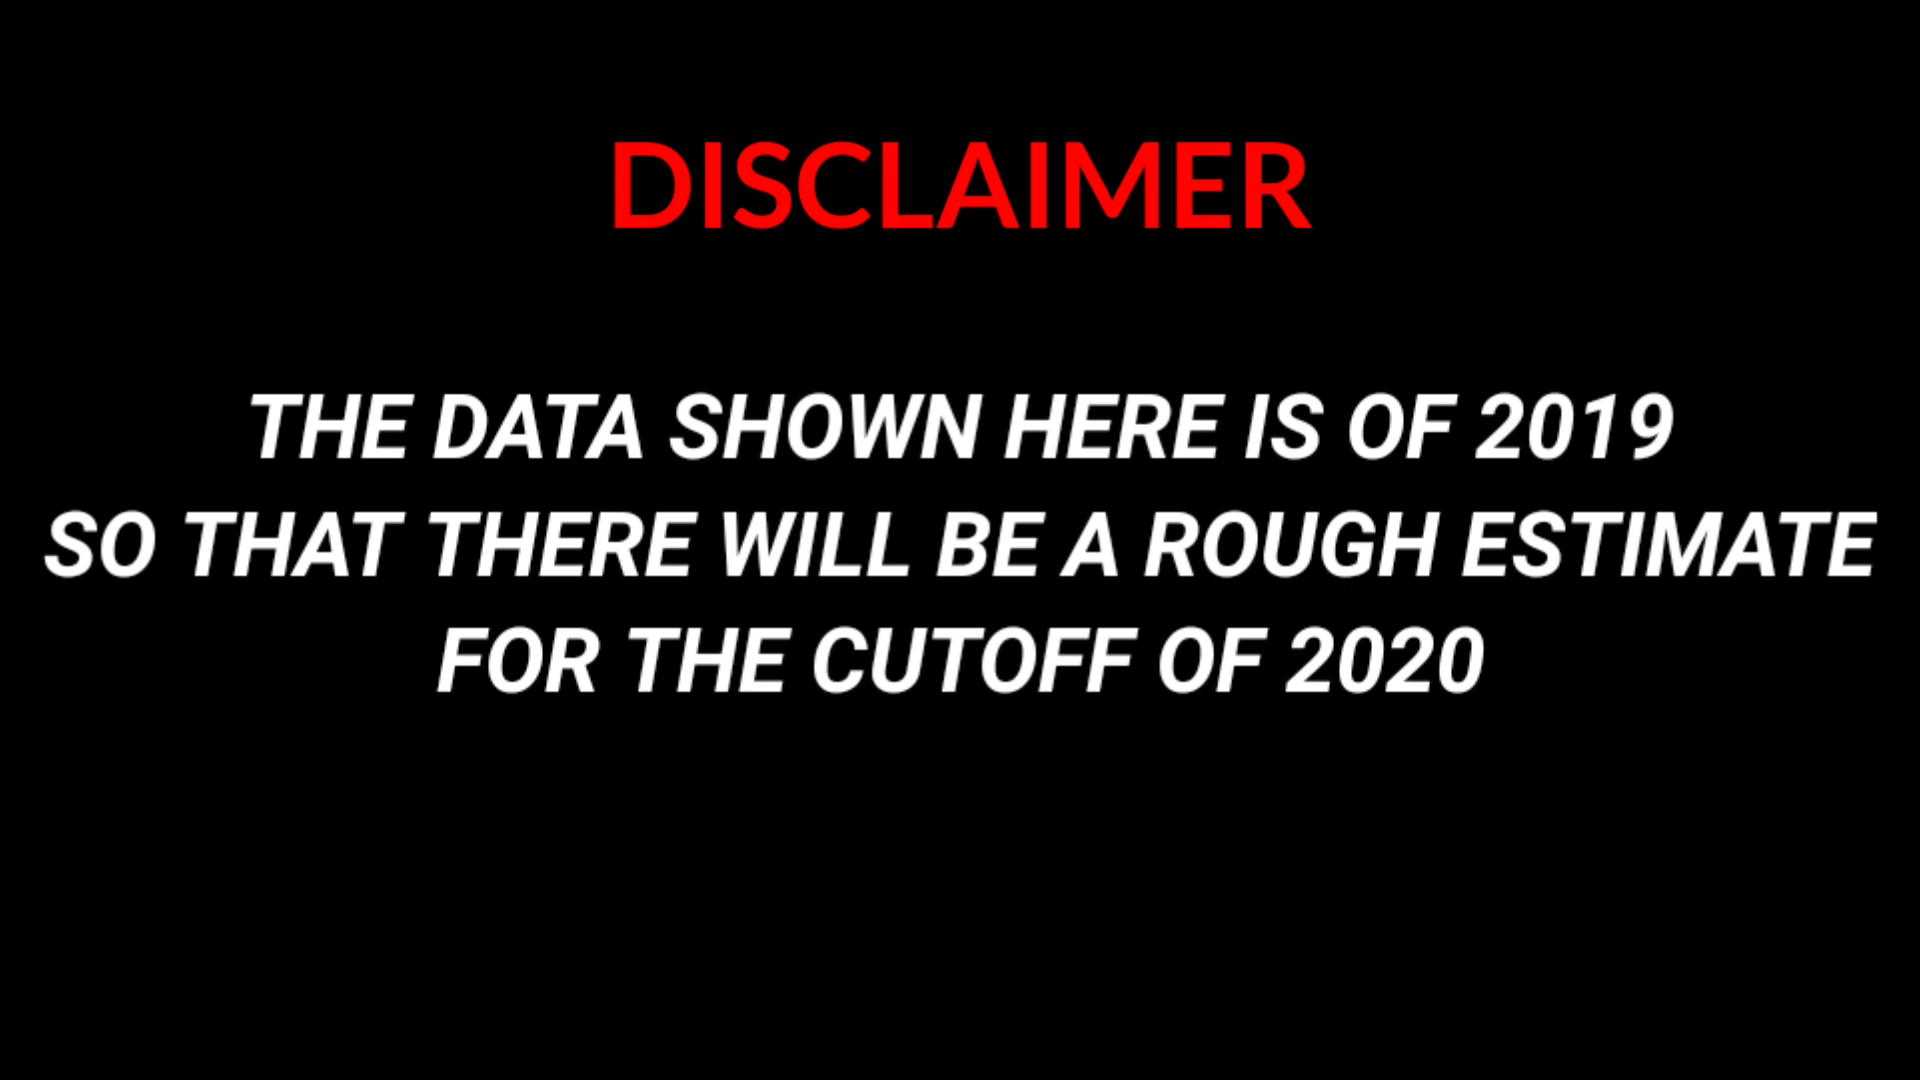 DISCLAIMER
THE DATA SHOWN HERE IS OF 2019
SO THAT THERE WILL BE A ROUGH ESTIMATE
FOR THE CUTOFF OF 2020